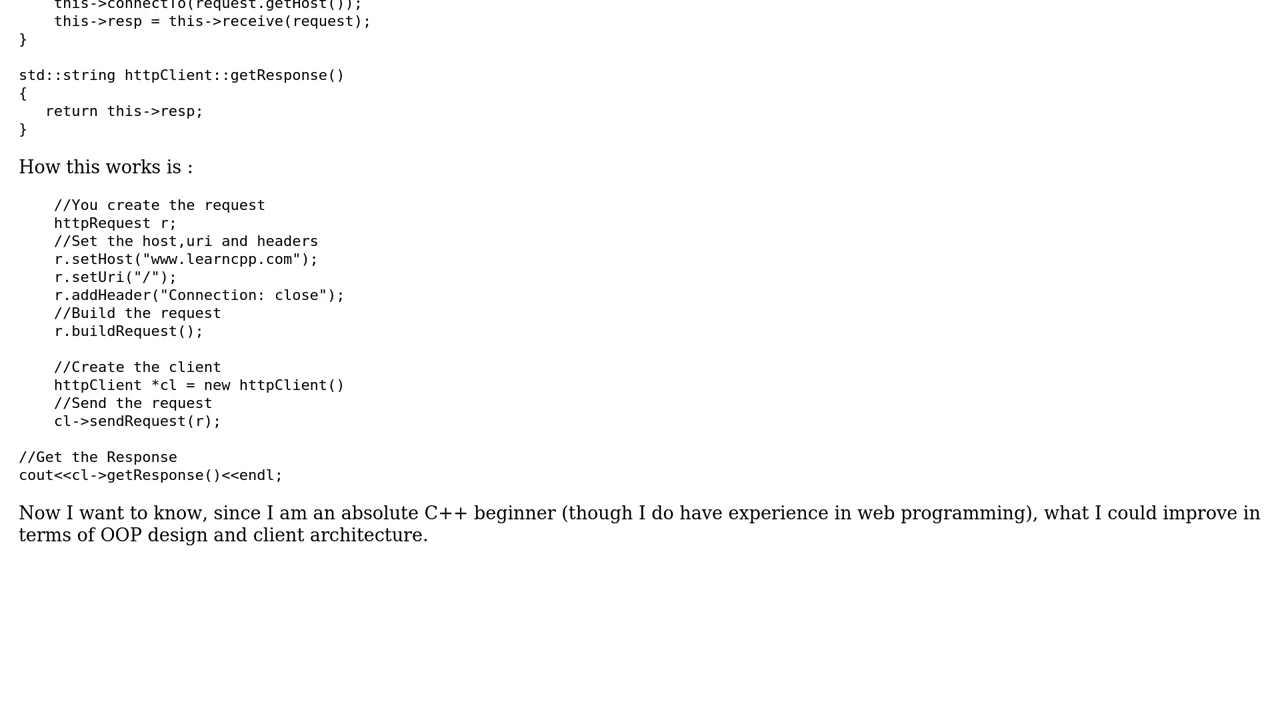 this->connectTo(request.getHost());
this->resp = this->receive(request);
}
std::string httpClient::getResponse()
{
return this->resp;
}
How this works is :
//You create the request
httpRequest r;
//Set the host,uri and headers
r.setHost("www.learncpp.com");
r.setUri("/");
r.addHeader("Connection: close");
//Build the request
r.buildRequest();
//Create the client
httpClient *cl = new httpClient()
//Send the request
cl->sendRequest(r);
//Get the Response
cout<<cl->getResponse()<<endl;
Now I want to know, since I am an absolute C++ beginner (though I do have experience in web programming), what I could improve in
terms of OOP design and client architecture.